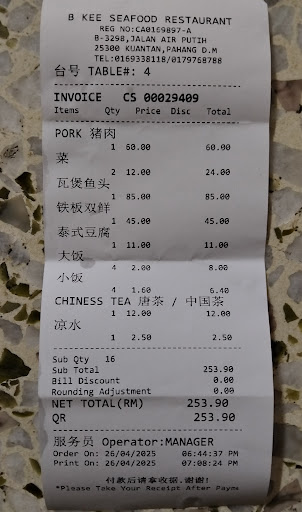 B KEE SEAFOOD RESTAURANT
REG NO:CA0169897-A
B-3298,JALAN AIR PUTIH
25300 KUANTAN,PAHANG D.M
TEL:0169338118/0179768788
台号 TABLE#: 4
INVOICE CS 00029409
Items Qty Price Disc Total
PORK 猪肉
1 60.00 60.00
菜
2 12.00 24.00
瓦煲鱼头
1 85.00 85.00
铁板双鲜
1 45.00 45.00
泰式豆腐
1 11.00 11.00
大饭
4 2.00 8.00
小饭
4 1.60 6.40
CHINESS TEA 唐茶 / 中国茶
1 12.00 12.00
凉水
1 2.50 2.50
Sub Qty 16
Sub Total 253.90
Bill Discount 0.00
Rounding Adjustment 0.00
NET TOTAL(RM) 253.90
QR 253.90
服务员 Operator:MANAGER
Order On: 26/04/2025 06:44:37 PM
Print On: 26/04/2025 07:08:24 PM
付款后请拿收据.谢谢!
*Please Take Your Receipt After Payme